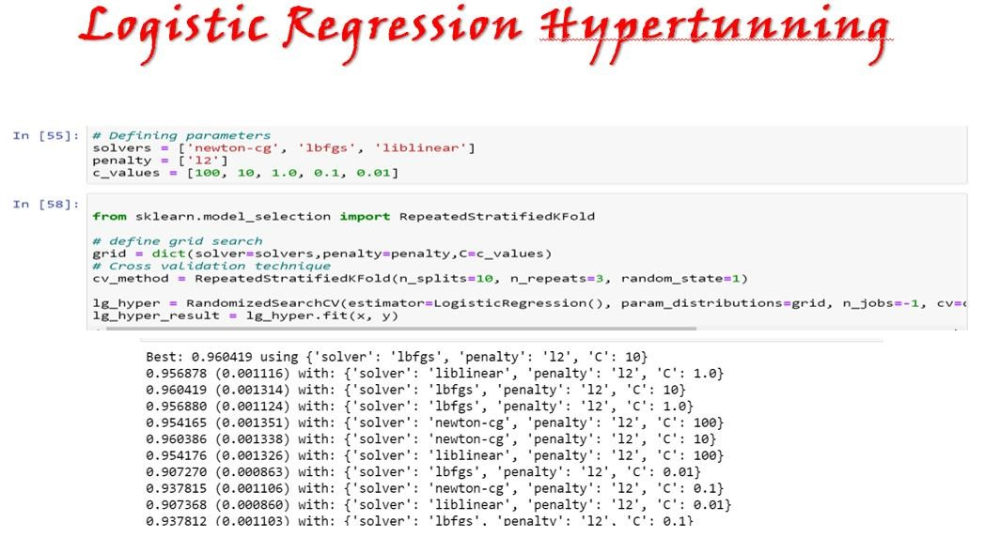 Logistic Regression Hypertunning
In [55]:
# Defining parameters
solvers = ['newton-cg', 'lbfgs', 'liblinear']
penalty = ['l2']
c_values = [100, 10, 1.0, 0.1, 0.01]
In [58]:
from sklearn.model_selection import RepeatedStratifiedKFold
# define grid search
grid = dict(solver=solvers,penalty=penalty,C=c_values)
# Cross validation technique
cv_method = RepeatedStratifiedKFold(n_splits=10, n_repeats=3, random_state=1)
lg_hyper = RandomizedSearchCV(estimator=LogisticRegression(), param_distributions=grid, n_jobs=-1, cv=
lg_hyper_result = lg_hyper.fit(x, y)
Best: 0.960419 using {'solver': 'lbfgs', 'penalty': 'l2', 'C': 10}
0.956878 (0.001116) with: {'solver': 'liblinear', 'penalty': 'l2', 'C': 1.0}
0.960419 (0.001314) with: {'solver': 'lbfgs', 'penalty': 'l2', 'C': 10}
0.956880 (0.001124) with: {'solver': 'lbfgs', 'penalty': 'l2', 'C': 1.0}
0.954165 (0.001351) with: {'solver': 'newton-cg', 'penalty': 'l2', 'C': 100}
0.960386 (0.001338) with: {'solver': 'newton-cg', 'penalty': 'l2', 'C': 10}
0.954176 (0.001326) with: {'solver': 'liblinear', 'penalty': 'l2', 'C': 100}
0.907270 (0.000863) with: {'solver': 'lbfgs', 'penalty': 'l2', 'C': 0.01}
0.937815 (0.001106) with: {'solver': 'newton-cg', 'penalty': 'l2', 'C': 0.1}
0.907368 (0.000860) with: {'solver': 'liblinear', 'penalty': 'l2', 'C': 0.01}
0.937812 (0.001103) with: {'solver': 'lbfgs', 'penalty': 'l2', 'C': 0.1}